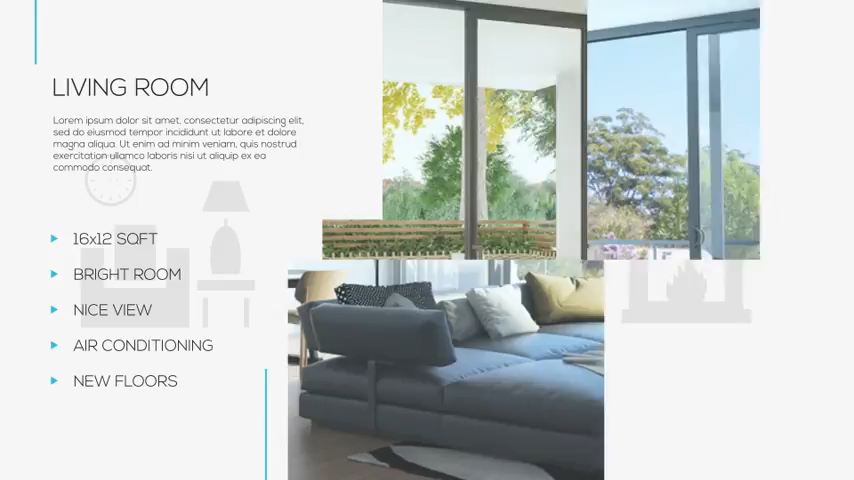 LIVING ROOM
Lorem ipsum dolor sit amet, consectetur adipiscing elit,
sed do eiusmod tempor incididunt ut labore et dolore
magna aliqua. Ut enim ad minim veniam, quis nostrud
exercitation ullamco laboris nisi ut aliquip ex ea
commodo consequat.
16x12 SQFT
BRIGHT ROOM
NICE VIEW
AIR CONDITIONING
NEW FLOORS